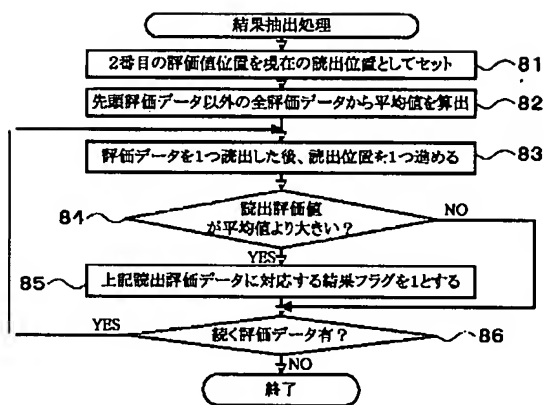 結果抽出処理
2番目の評価値位置を現在の読出位置としてセット
81
先頭評価データ以外の全評価データから平均値を算出
82
評価データを1つ読出した後、読出位置を1つ進める
83
84
読出評価値
が平均値より大きい？
NO
YES
85
上記読出評価データに対応する結果フラグを1とする
YES
続く評価データ有？
86
NO
終了